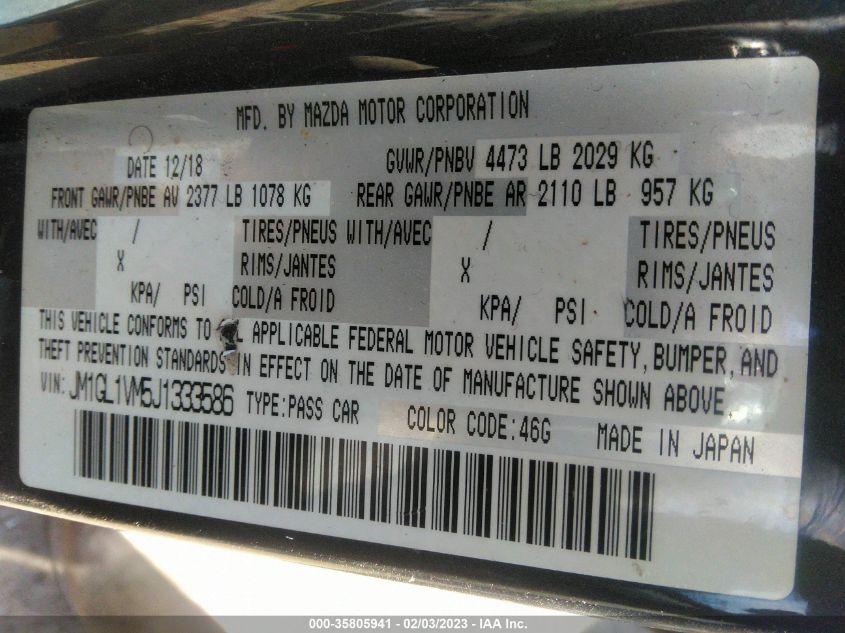 MFD. BY MAZDA MOTOR CORPORATION
DATE 12/18 GVWR/PNBV 4473 LB 2029 KG
FRONT GAWR/PNBE AV 2377 LB 1078 KG REAR GAWR/PNBE AR 2110 LB 957 KG
WITH/AVEC / TIRES/PNEUS WITH/AVEC / TIRES/PNEUS
X RIMS/JANTES X RIMS/JANTES
KPA/ PSI COLD/A FROID KPA/ PSI COLD/A FROID
THIS VEHICLE CONFORMS TO L APPLICABLE FEDERAL MOTOR VEHICLE SAFETY, BUMPER, AND
THEFT PREVENTION STANDARDS IN EFFECT ON THE DATE OF MANUFACTURE SHOWN ABOVE.
VIN: JM1GL1VM5J1333586 TYPE: PASS CAR COLOR CODE: 46G MADE IN JAPAN
000-35805941 - 02/03/2023 - IAA Inc.